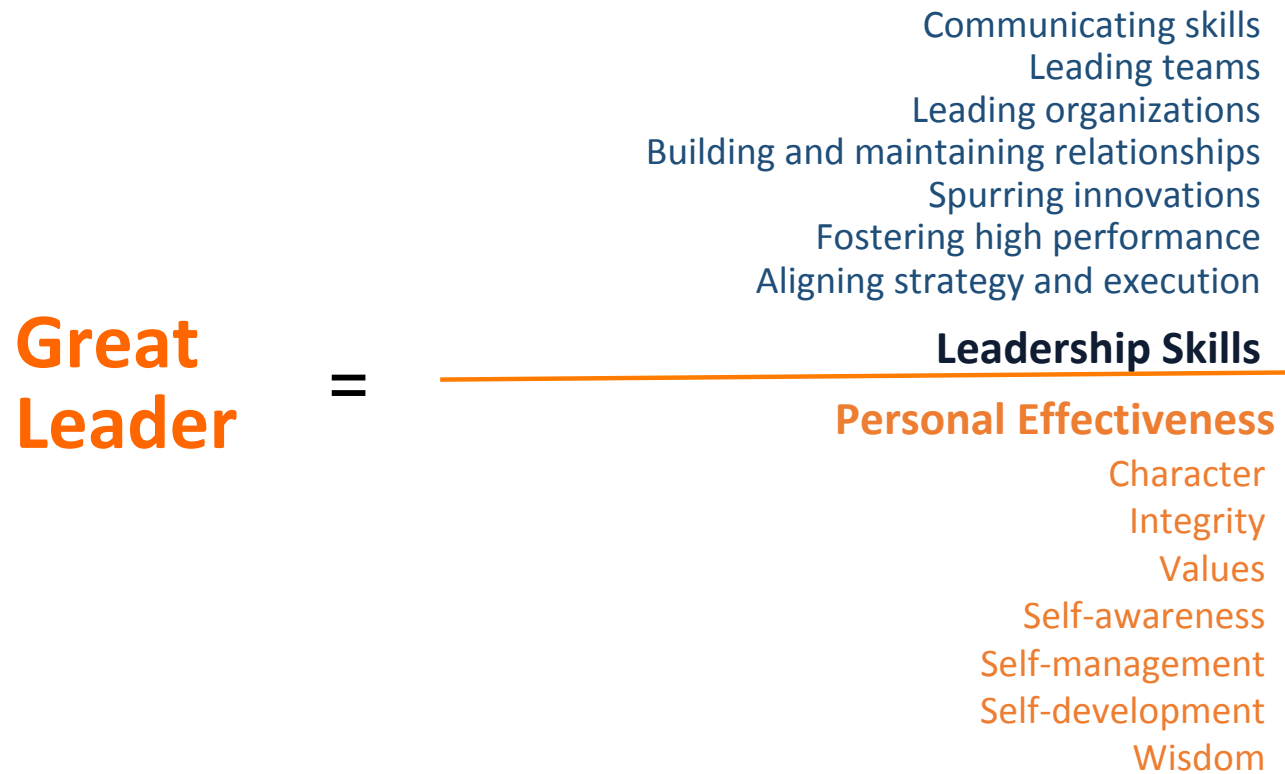 Communicating skills
Leading teams
Leading organizations
Building and maintaining relationships
Spurring innovations
Fostering high performance
Aligning strategy and execution
Great
Leader
=
Leadership Skills
Personal Effectiveness
Character
Integrity
Values
Self-awareness
Self-management
Self-development
Wisdom